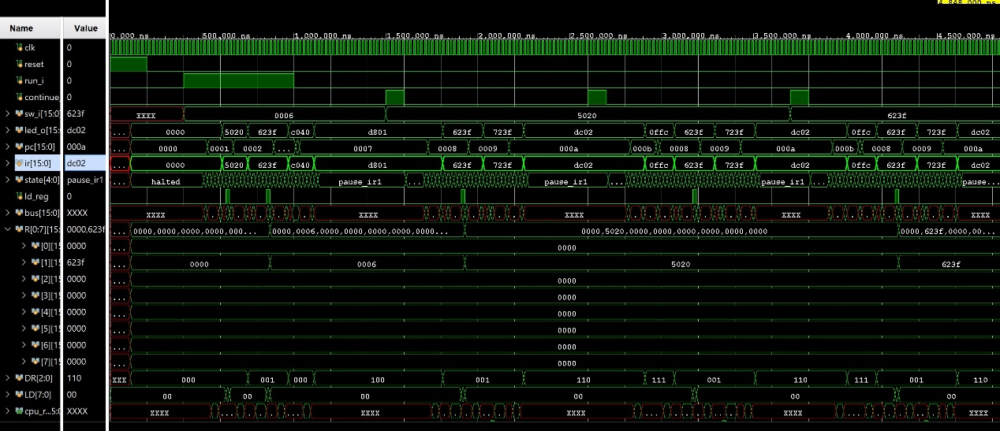 4,848,000 ns
Name Value
0.000 ns 500,000 ns 1,000,000 ns 1,500,000 ns 2,000,000 ns 2,500,000 ns 3,000,000 ns 3,500,000 ns 4,000,000 ns 4,500,000 ns
clk 0
reset 0
run_i 0
continue_ 0
sw_i[15:0] 623f XXXX 0006 5020 623f
led_o[15: dc02 ... 0000 5020 623f c040 d801 623f 723f dc02 0ffc 623f 723f dc02 0ffc 623f 723f dc02
pc[15:0] 000a ... 0000 0001 0002 ... 0007 0008 0009 000a 000b 0008 0009 000a 000b 0008 0009 000a
ir[15:0] dc02 ... 0000 5020 623f c040 d801 623f 723f dc02 0ffc 623f 723f dc02 0ffc 623f 723f dc02
state[4:0] pause_ir1 ... halted pause_ir1 ... pause_ir1 ... pause_ir1 ... pause...
ld_reg 0
bus[15:0] XXXX XXXX XXXX XXXX XXXX XXXX
R[0:7][15: 0000,623f ... 0000,0000,0000,0000,000... 0000,0006,0000,0000,0000,0000... 0000,5020,0000,0000,0000,0000,0000,0000 0000,623f,0000,00...
[0][15 0000 ... 0000
[1][15 623f ... 0000 0006 5020 623f
[2][15 0000 ... 0000
[3][15 0000 ... 0000
[4][15 0000 ... 0000
[5][15 0000 ... 0000
[6][15 0000 ... 0000
[7][15 0000 ... 0000
DR[2:0] 110 XXX 000 001 000 100 001 110 111 001 110 111 001 110
LD[7:0] 00 00 00 00 00 00 00
cpu_r...5:0 XXXX XXXX ... ... XXXX ... XXXX ... XXXX ... XXXX